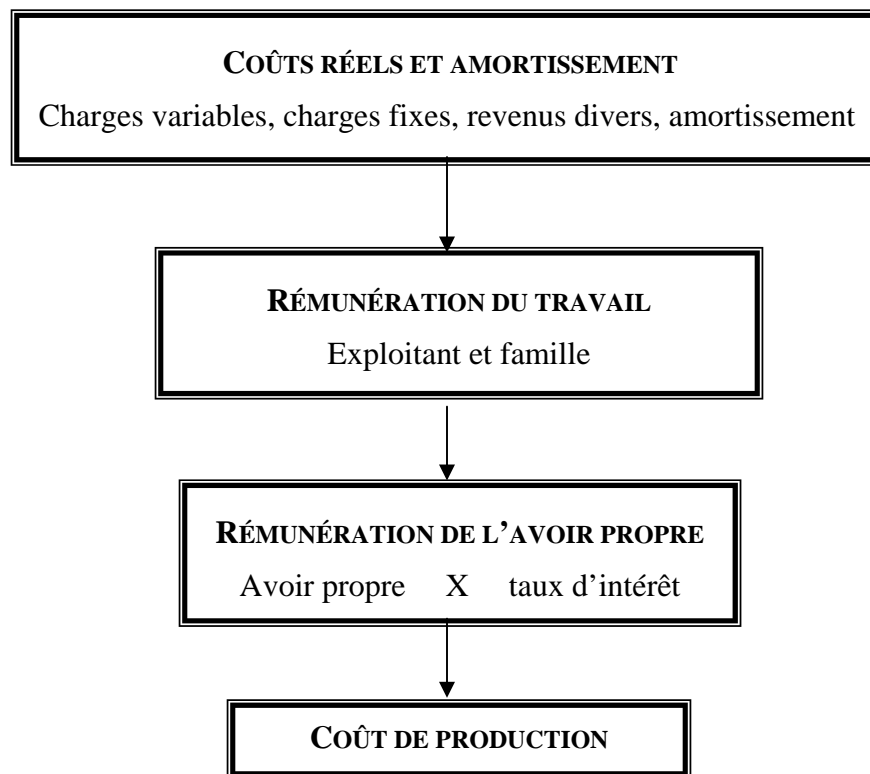 COÛTS RÉELS ET AMORTISSEMENT
Charges variables, charges fixes, revenus divers, amortissement
RÉMUNÉRATION DU TRAVAIL
Exploitant et famille
RÉMUNÉRATION DE L’AVOIR PROPRE
Avoir propre X taux d’intérêt
COÛT DE PRODUCTION